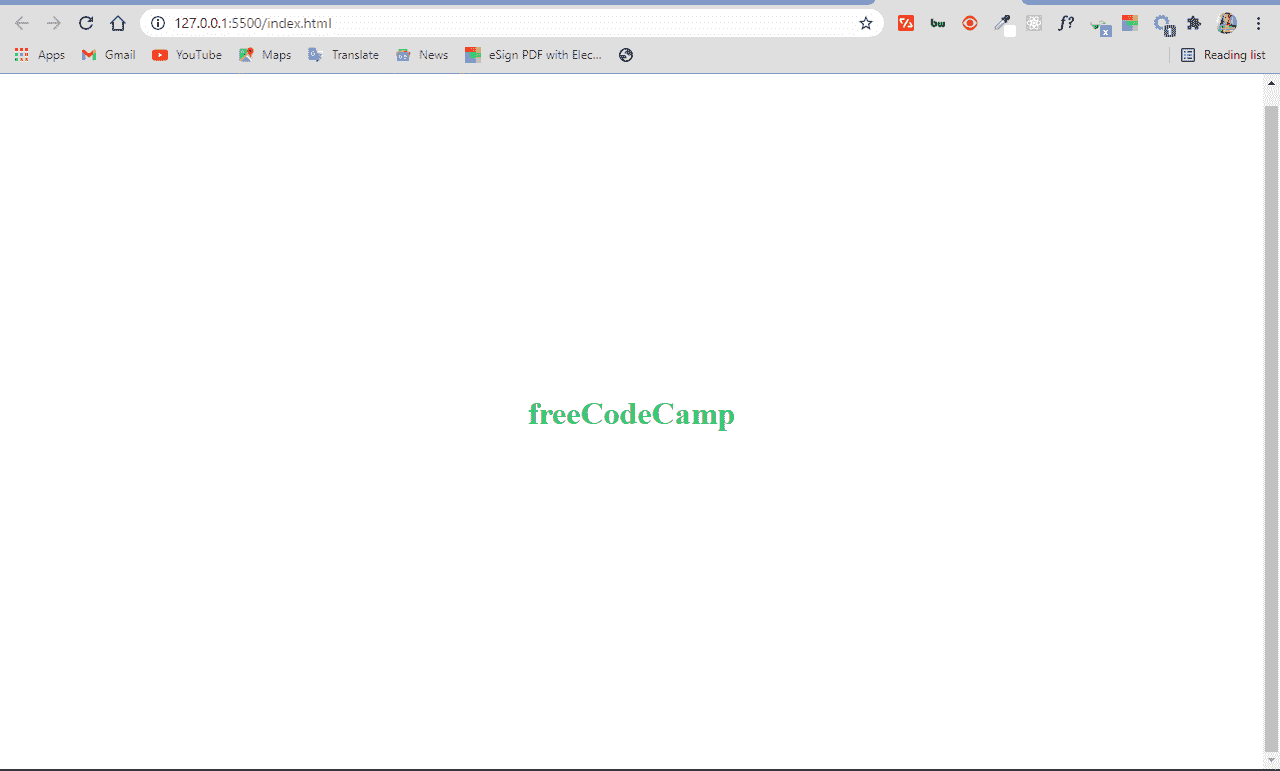 127.0.0.1:5500/index.html
bw
f?
x
Apps
Gmail
YouTube
Maps
Translate
News
eSign PDF with Elec...
Reading list
freeCodeCamp